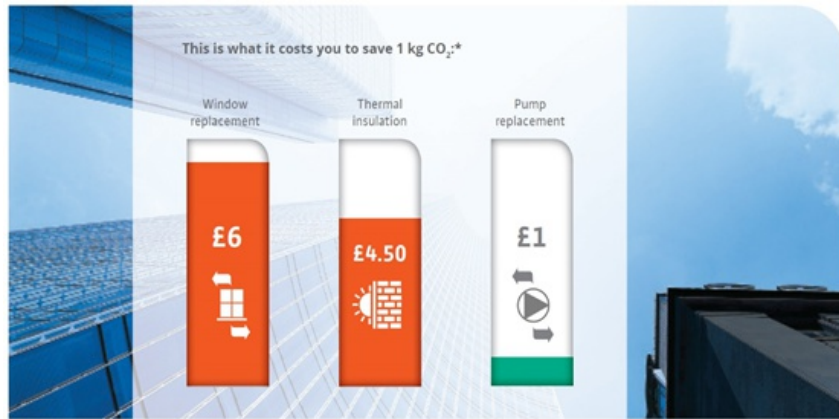 This is what it costs you to save 1 kg CO₂:*
Window
replacement
Thermal
insulation
Pump
replacement
£6
£4.50
£1